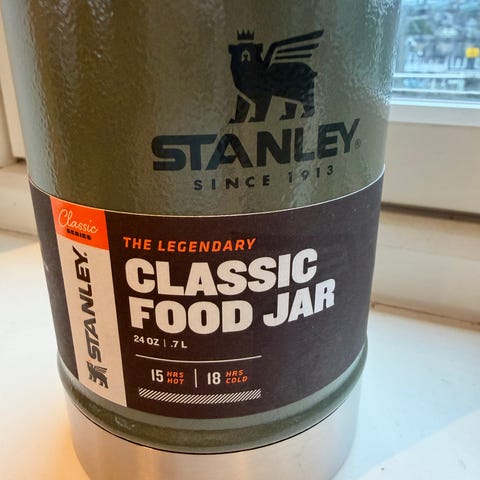 STANLEY®
SINCE 1913
Classic
SERIES
STANLEY.
THE LEGENDARY
CLASSIC
FOOD JAR
24 OZ | .7 L
15 HRS HOT | 18 HRS COLD